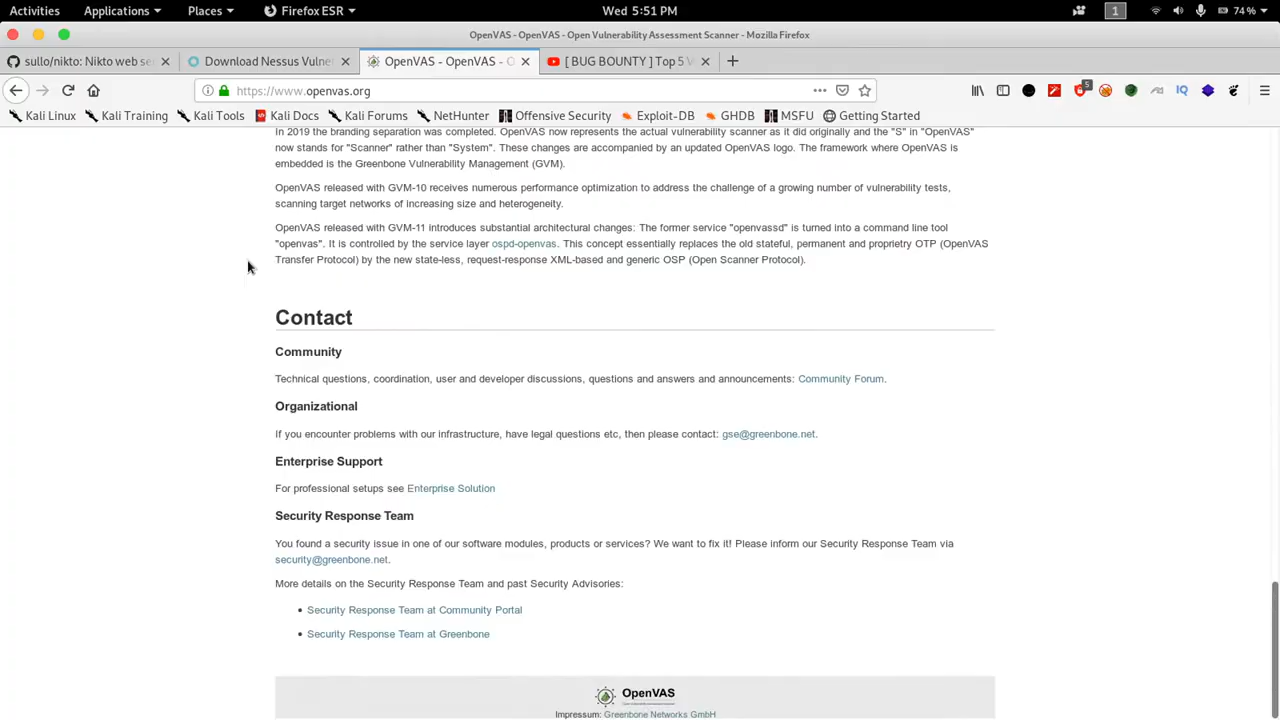 Activities Applications Places Firefox ESR Wed 5:51 PM 1 74 %
OpenVAS - OpenVAS - Open Vulnerability Assessment Scanner - Mozilla Firefox
sullo/nikto: Nikto web se Download Nessus Vulne OpenVAS - OpenVAS - O [ BUG BOUNTY ] Top 5 V
https://www.openvas.org 5 IQ
Kali Linux Kali Training Kali Tools Kali Docs Kali Forums NetHunter Offensive Security Exploit-DB GHDB MSFU Getting Started
In 2019 the branding separation was completed. OpenVAS now represents the actual vulnerability scanner as it did originally and the "S" in "OpenVAS"
now stands for "Scanner" rather than "System". These changes are accompanied by an updated OpenVAS logo. The framework where OpenVAS is
embedded is the Greenbone Vulnerability Management (GVM).
OpenVAS released with GVM-10 receives numerous performance optimization to address the challenge of a growing number of vulnerability tests,
scanning target networks of increasing size and heterogeneity.
OpenVAS released with GVM-11 introduces substantial architectural changes: The former service "openvassd" is turned into a command line tool
"openvas". It is controlled by the service layer ospd-openvas. This concept essentially replaces the old stateful, permanent and proprietry OTP (OpenVAS
Transfer Protocol) by the new state-less, request-response XML-based and generic OSP (Open Scanner Protocol).
Contact
Community
Technical questions, coordination, user and developer discussions, questions and answers and announcements: Community Forum.
Organizational
If you encounter problems with our infrastructure, have legal questions etc, then please contact: gse@greenbone.net.
Enterprise Support
For professional setups see Enterprise Solution
Security Response Team
You found a security issue in one of our software modules, products or services? We want to fix it! Please inform our Security Response Team via
security@greenbone.net.
More details on the Security Response Team and past Security Advisories:
Security Response Team at Community Portal
Security Response Team at Greenbone
OpenVAS
Impressum: Greenbone Networks GmbH